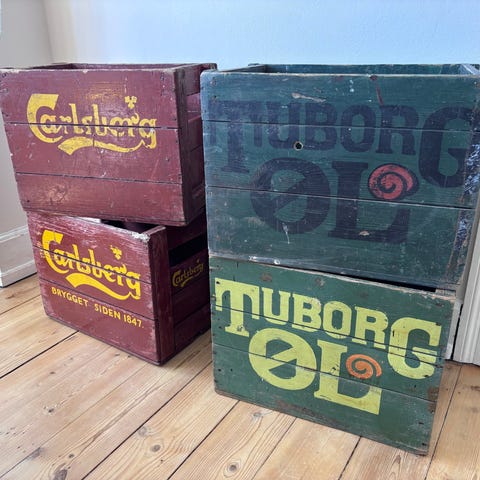 Carlsberg
TUBORG
ØL
Carlsberg
BRYGGET SIDEN 1847.
Carlsberg
TUBORG
ØL